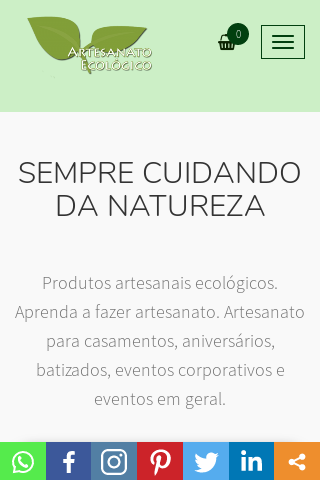 ARTESANATO
ECOLÓGICO
0
SEMPRE CUIDANDO
DA NATUREZA
Produtos artesanais ecológicos.
Aprenda a fazer artesanato. Artesanato
para casamentos, aniversários,
batizados, eventos corporativos e
eventos em geral.